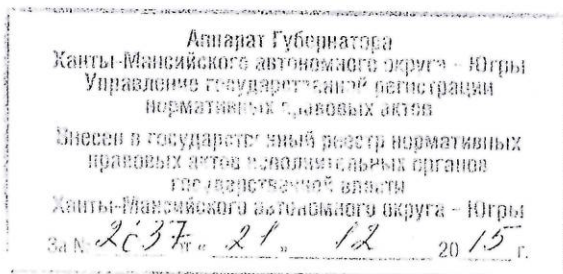 Аппарат Губернатора
Ханты-Мансийского автономного округа - Югры
Управление государственной регистрации
нормативных правовых актов
Внесен в государственный реестр нормативных
правовых актов исполнительных органов
государственной власти
Ханты-Мансийского автономного округа - Югры
За № от « 21 » 12 20 15 г.